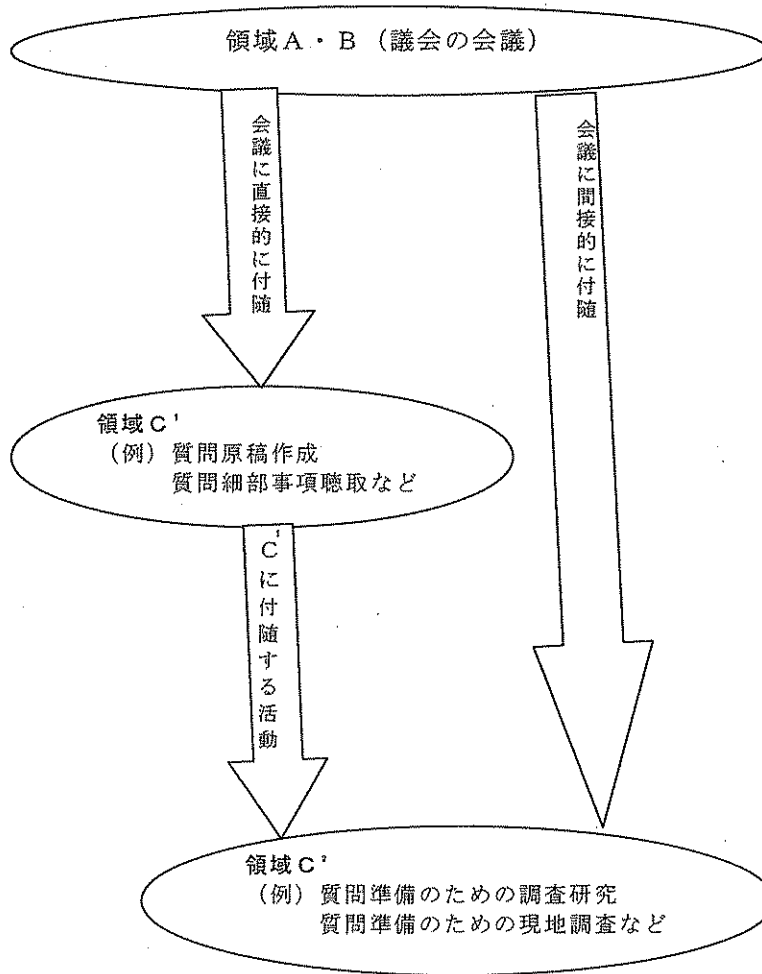 領域A・B（議会の会議）
会議に直接的に付随
会議に間接的に付随
領域C¹
（例）質問原稿作成
質問細部事項聴取など
C¹に付随する活動
領域C²
（例）質問準備のための調査研究
質問準備のための現地調査など